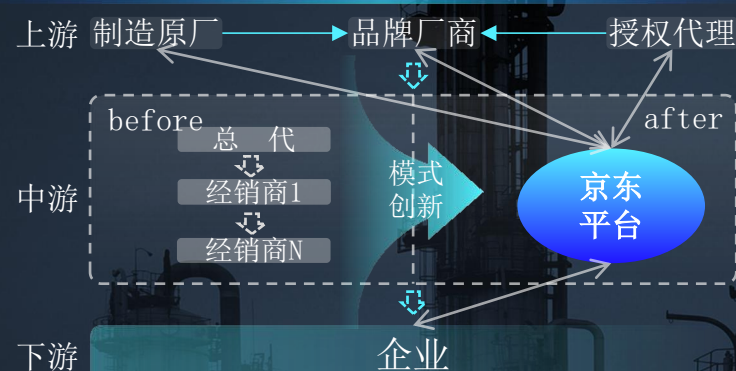 上游 制造原厂 品牌厂商 授权代理
before
after
总 代
中游
经销商1
模式
创新
京东
平台
经销商N
下游
企业